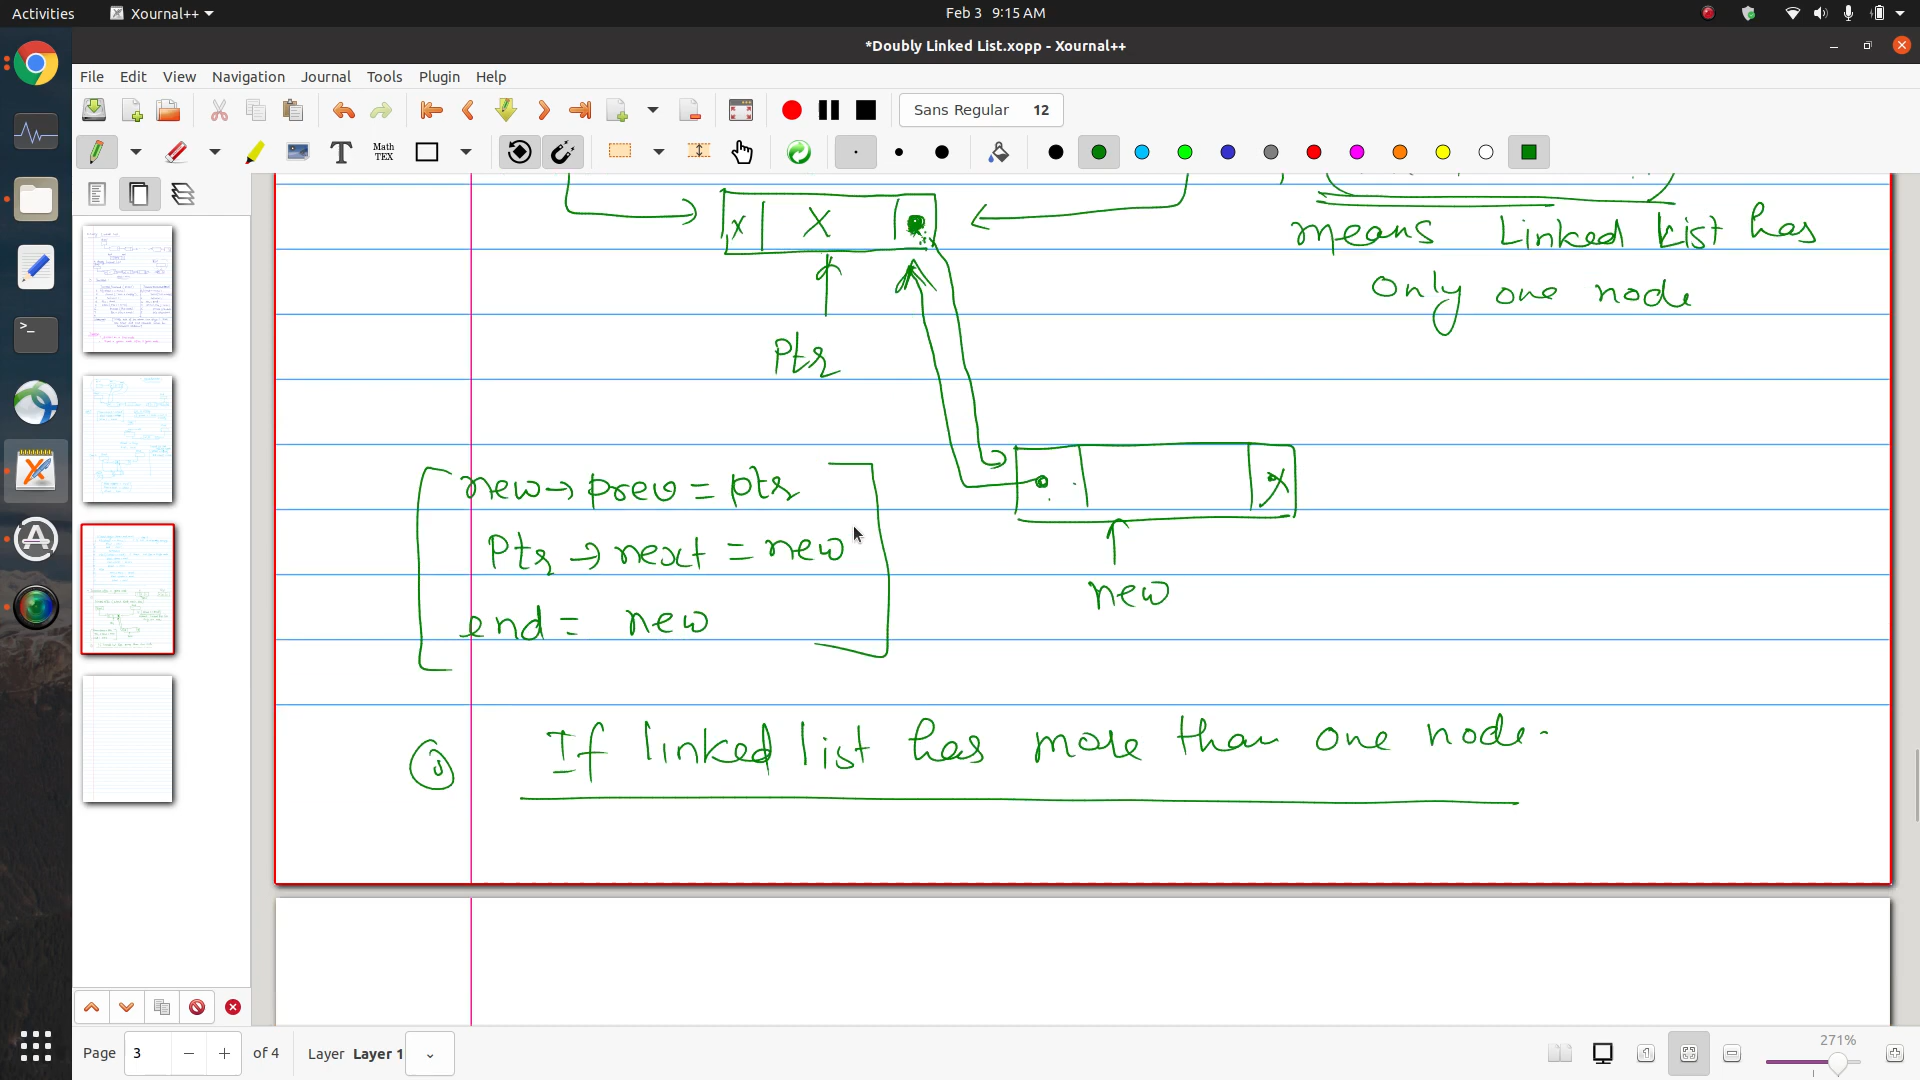 Activities Xournal++ Feb 3 9:15 AM
*Doubly Linked List.xopp - Xournal++
File Edit View Navigation Journal Tools Plugin Help
Sans Regular 12
Math TEX
x X
means Linked List has
only one node
Ptr
new→prev = ptr
Ptr → next = new
end = new
X
new
If linked list has more than one node.
Page 3 of 4 Layer Layer 1 271%